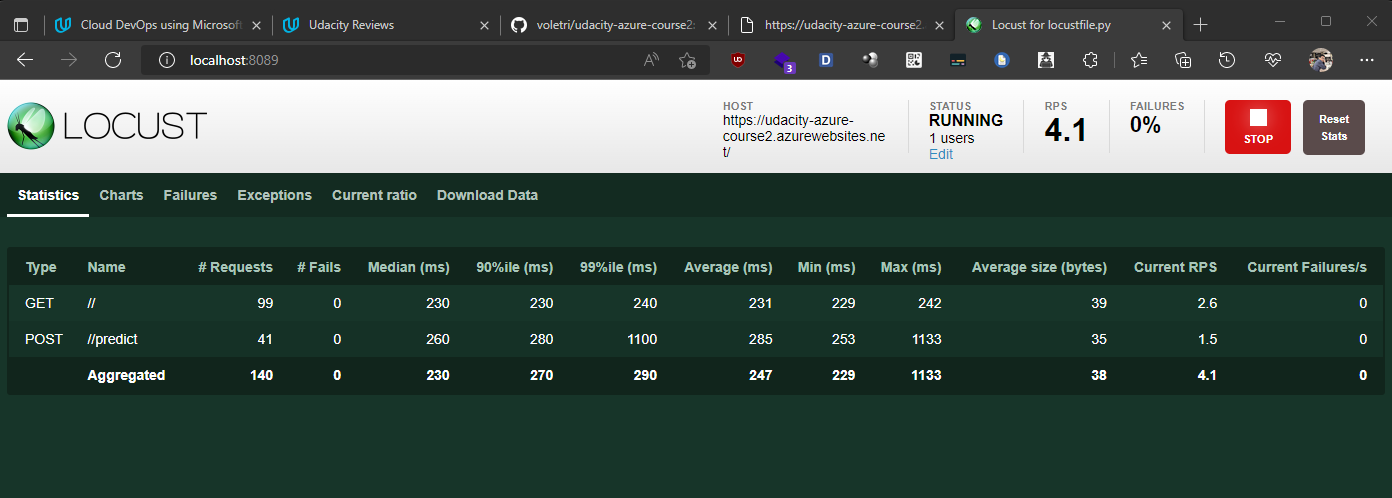 Cloud DevOps using Microsoft
Udacity Reviews
voletri/udacity-azure-course2:
https://udacity-azure-course2.
Locust for locustfile.py
localhost:8089
A
UD
3
D
LOCUST
HOST
https://udacity-azure-
course2.azurewebsites.ne
t/
STATUS
RUNNING
1 users
Edit
RPS
4.1
FAILURES
0%
STOP
Reset
Stats
Statistics Charts Failures Exceptions Current ratio Download Data
Type Name # Requests # Fails Median (ms) 90%ile (ms) 99%ile (ms) Average (ms) Min (ms) Max (ms) Average size (bytes) Current RPS Current Failures/s
GET // 99 0 230 230 240 231 229 242 39 2.6 0
POST //predict 41 0 260 280 1100 285 253 1133 35 1.5 0
Aggregated 140 0 230 270 290 247 229 1133 38 4.1 0